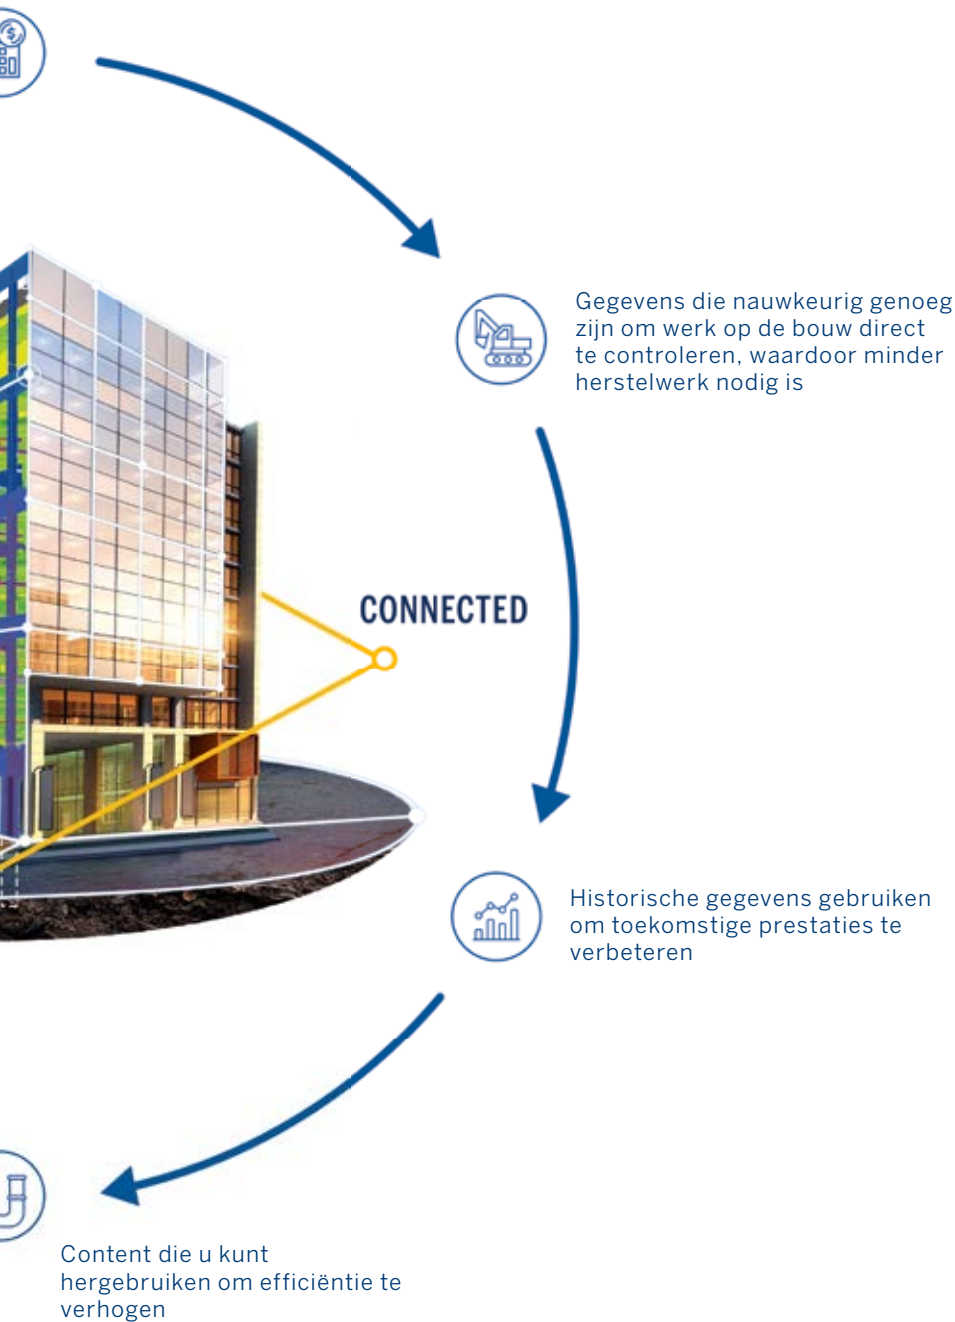 Gegevens die nauwkeurig genoeg
zijn om werk op de bouw direct
te controleren, waardoor minder
herstelwerk nodig is
CONNECTED
Historische gegevens gebruiken
om toekomstige prestaties te
verbeteren
Content die u kunt
hergebruiken om efficiëntie te
verhogen